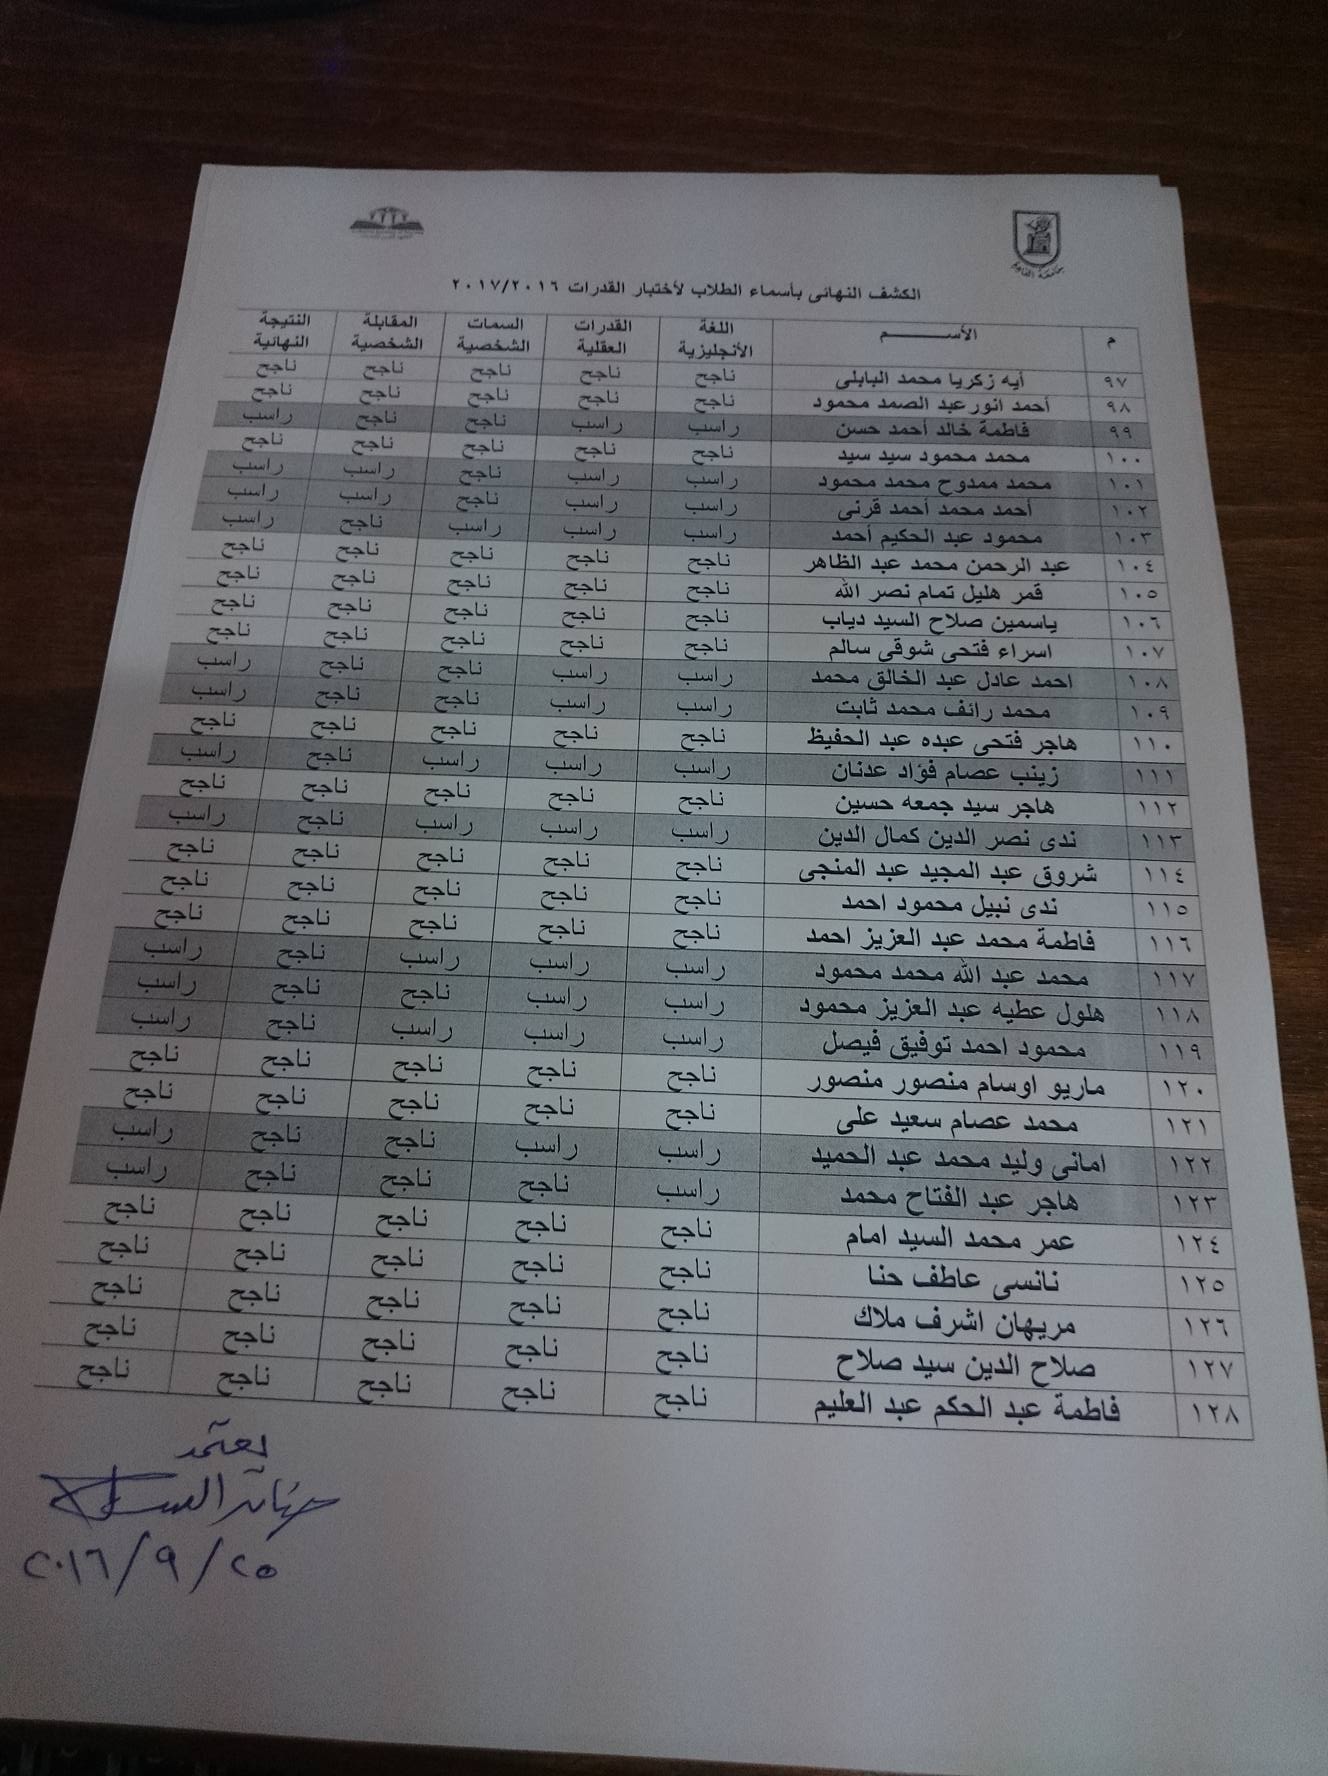 جامعة القاهرة
الكشف النهائى بأسماء الطلاب لأختبار القدرات ٢٠١٧/٢٠١٦
م الأســـــــم اللغة الأنجليزية القدرات العقلية السمات الشخصية المقابلة الشخصية النتيجة النهائية
٩٧ أيه زكريا محمد البابلى ناجح ناجح ناجح ناجح ناجح
٩٨ أحمد انور عبد الصمد محمود ناجح ناجح ناجح ناجح ناجح
٩٩ فاطمة خالد أحمد حسن راسب راسب ناجح ناجح راسب
١٠٠ محمد محمود سيد سيد ناجح ناجح ناجح ناجح ناجح
١٠١ محمد ممدوح محمد محمود راسب راسب ناجح راسب راسب
١٠٢ أحمد محمد أحمد قرنى راسب راسب ناجح راسب راسب
١٠٣ محمود عبد الحكيم أحمد راسب راسب راسب ناجح راسب
١٠٤ عبد الرحمن محمد عبد الظاهر ناجح ناجح ناجح ناجح ناجح
١٠٥ قمر هليل تمام نصر الله ناجح ناجح ناجح ناجح ناجح
١٠٦ ياسمين صلاح السيد دياب ناجح ناجح ناجح ناجح ناجح
١٠٧ اسراء فتحى شوقى سالم ناجح ناجح ناجح ناجح ناجح
١٠٨ احمد عادل عبد الخالق محمد راسب راسب ناجح ناجح راسب
١٠٩ محمد رائف محمد ثابت راسب راسب ناجح ناجح راسب
١١٠ هاجر فتحى عبده عبد الحفيظ ناجح ناجح ناجح ناجح ناجح
١١١ زينب عصام فؤاد عدنان راسب راسب راسب ناجح راسب
١١٢ هاجر سيد جمعه حسين ناجح ناجح ناجح ناجح ناجح
١١٣ ندى نصر الدين كمال الدين راسب راسب راسب ناجح راسب
١١٤ شروق عبد المجيد عبد المنجى ناجح ناجح ناجح ناجح ناجح
١١٥ ندى نبيل محمود احمد ناجح ناجح ناجح ناجح ناجح
١١٦ فاطمة محمد عبد العزيز احمد ناجح ناجح ناجح ناجح ناجح
١١٧ محمد عبد الله محمد محمود راسب راسب راسب ناجح راسب
١١٨ هلول عطيه عبد العزيز محمود راسب راسب ناجح ناجح راسب
١١٩ محمود احمد توفيق فيصل راسب راسب راسب ناجح راسب
١٢٠ ماريو اوسام منصور منصور ناجح ناجح ناجح ناجح ناجح
١٢١ محمد عصام سعيد على ناجح ناجح ناجح ناجح ناجح
١٢٢ امانى وليد محمد عبد الحميد راسب راسب ناجح ناجح راسب
١٢٣ هاجر عبد الفتاح محمد راسب ناجح ناجح ناجح راسب
١٢٤ عمر محمد السيد امام ناجح ناجح ناجح ناجح ناجح
١٢٥ نانسى عاطف حنا ناجح ناجح ناجح ناجح ناجح
١٢٦ مريهان اشرف ملاك ناجح ناجح ناجح ناجح ناجح
١٢٧ صلاح الدين سيد صلاح ناجح ناجح ناجح ناجح ناجح
١٢٨ فاطمة عبد الحكم عبد العليم ناجح ناجح ناجح ناجح ناجح
يعتمد
٢٠١٦/٩/٢٥